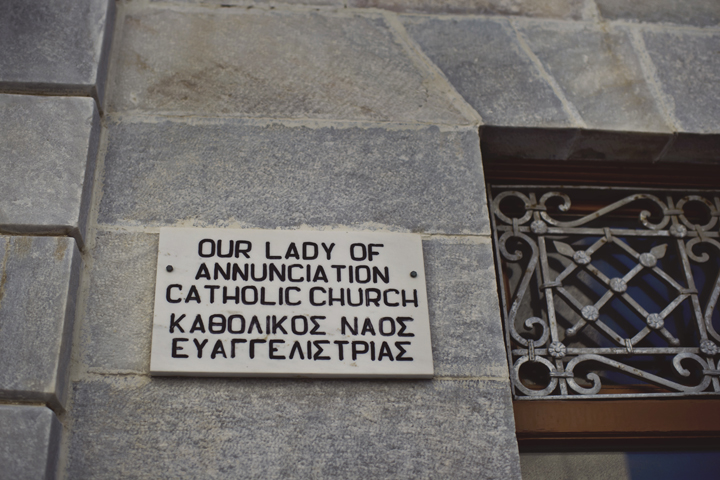 OUR LADY OF
ANNUNCIATION
CATHOLIC CHURCH
ΚΑΘΟΛΙΚΟΣ ΝΑΟΣ
ΕΥΑΓΓΕΛΙΣΤΡΙΑΣ